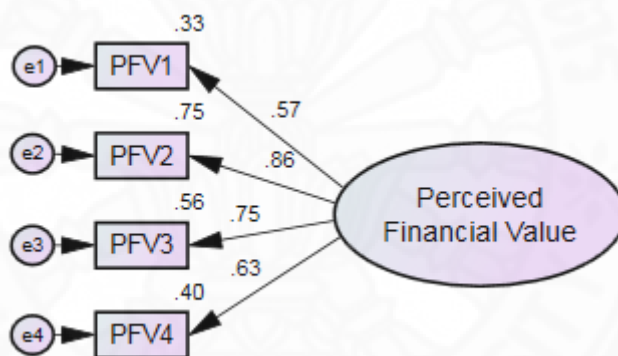 .33
e1 PFV1
.57
.75
e2 PFV2
.86
Perceived
Financial Value
.56
e3 PFV3
.75
.63
.40
e4 PFV4